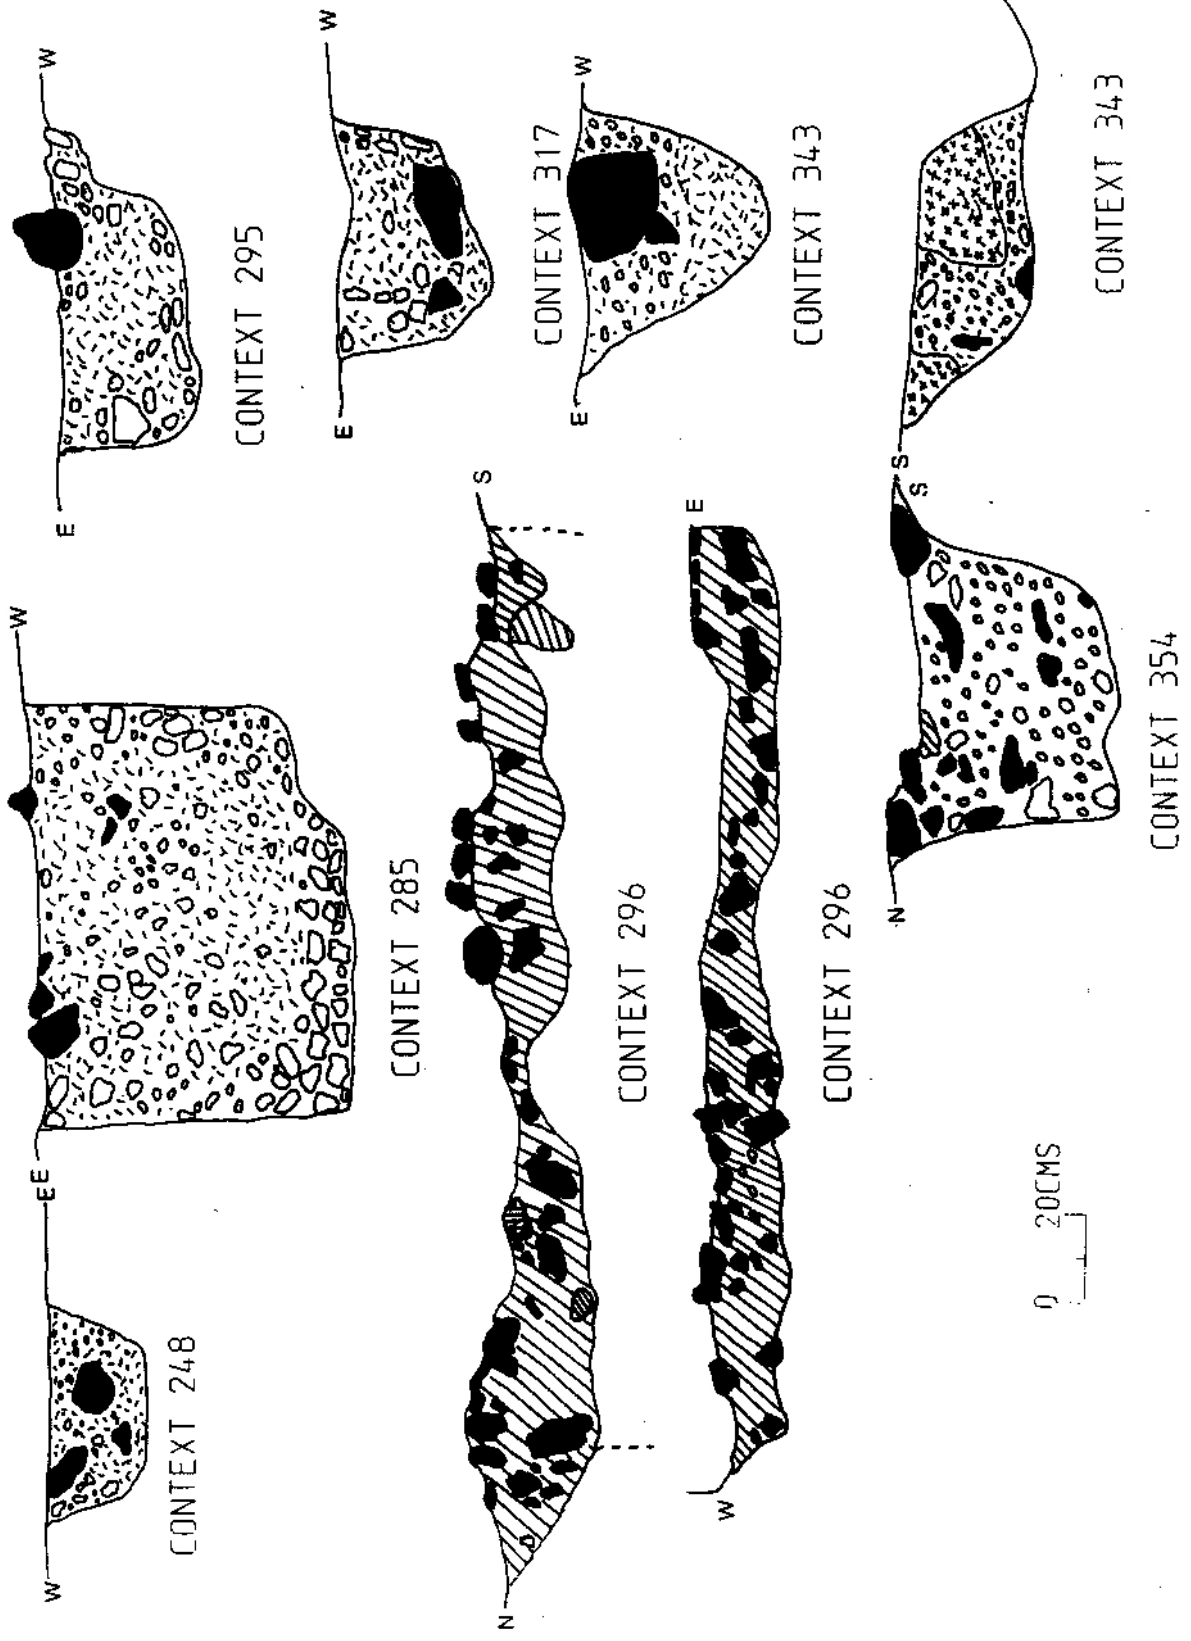 W E E W E W
CONTEXT 248
CONTEXT 295
E W
CONTEXT 285
N S
CONTEXT 317
E W
CONTEXT 296
W E
CONTEXT 343
CONTEXT 296
N S S
0 20CMS
CONTEXT 343
CONTEXT 354